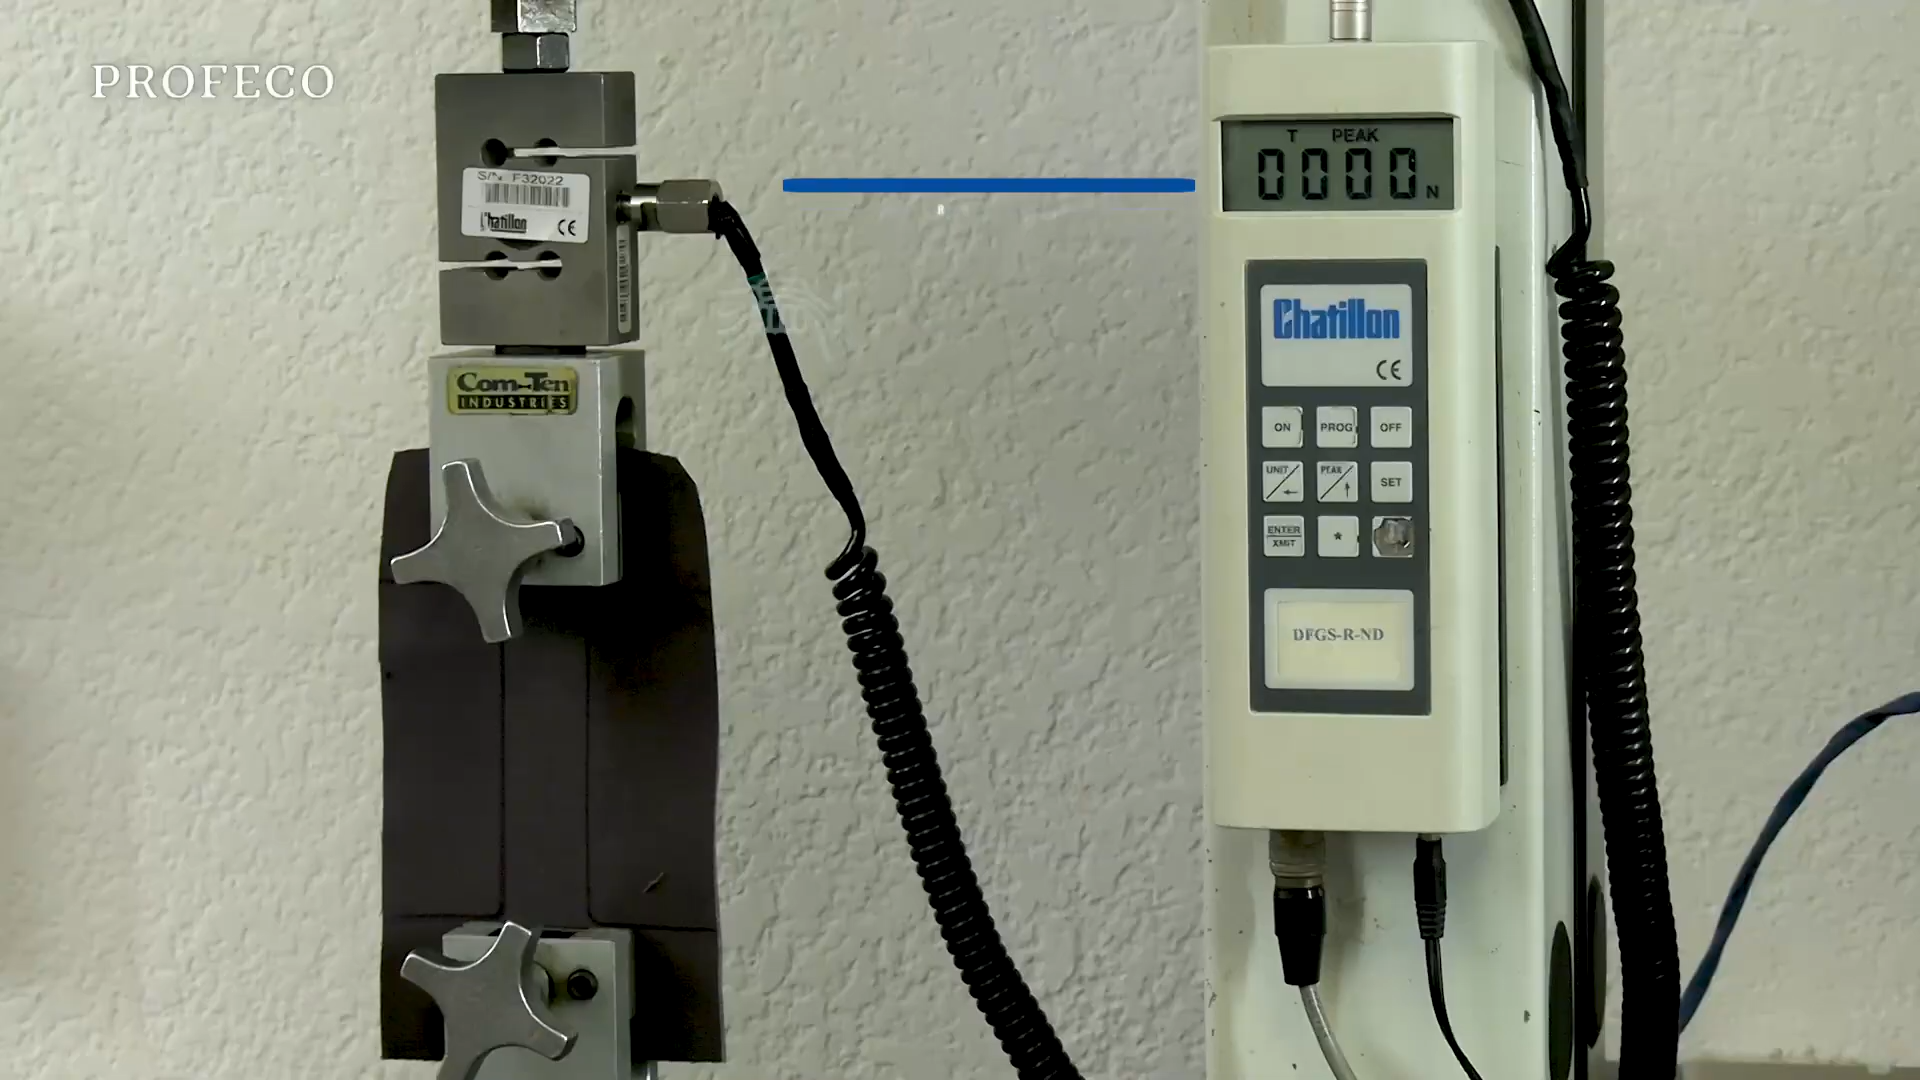 PROFECO
S/N F32022
Chatillon
CE
Com-Ten
INDUSTRIES
T PEAK
0000 N
Chatillon
CE
ON PROG OFF
UNIT PEAK SET
ENTER
XMIT
*
DFGS-R-ND